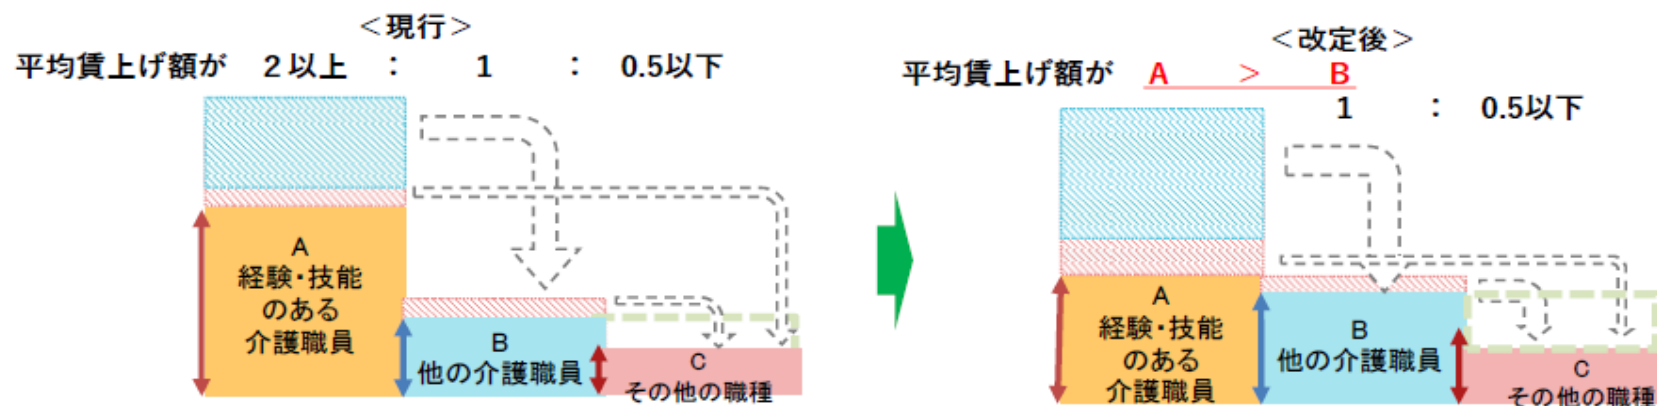 ＜現行＞
平均賃上げ額が 2以上 ： 1 ： 0.5以下
A
経験・技能
のある
介護職員
B
他の介護職員
C
その他の職種
＜改定後＞
平均賃上げ額が A ＞ B
1 ： 0.5以下
A
経験・技能
のある
介護職員
B
他の介護職員
C
その他の職種